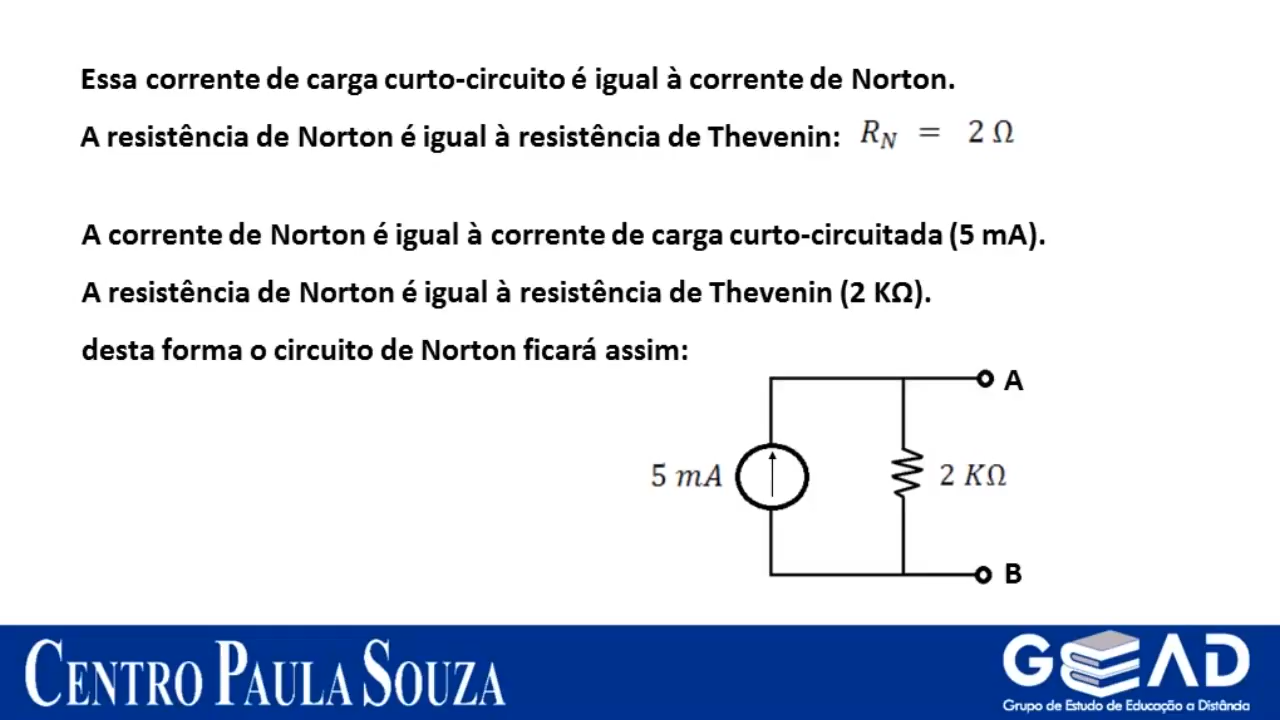 Essa corrente de carga curto-circuito é igual à corrente de Norton.
A resistência de Norton é igual à resistência de Thevenin: R_N = 2 Ω
A corrente de Norton é igual à corrente de carga curto-circuitada (5 mA).
A resistência de Norton é igual à resistência de Thevenin (2 KΩ).
desta forma o circuito de Norton ficará assim:
A
5 mA
2 KΩ
B
CENTRO PAULA SOUZA
GEAD
Grupo de Estudo de Educação a Distância